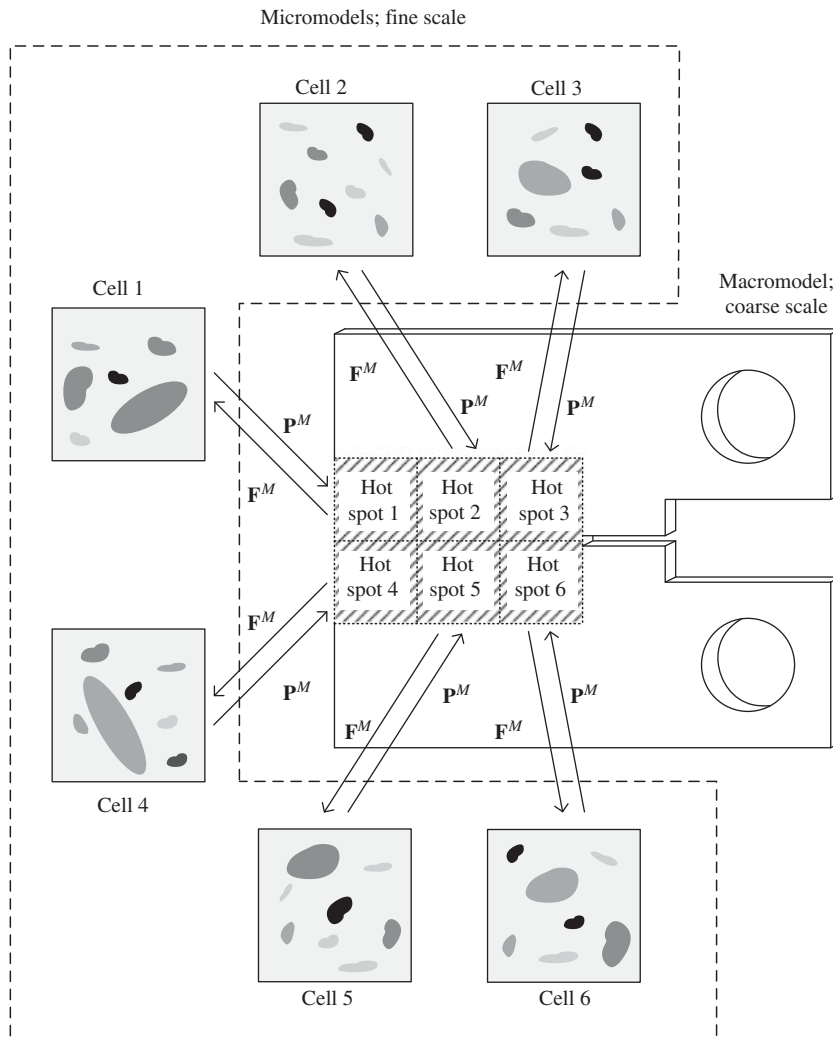 Micromodels; fine scale
Cell 2
Cell 3
Cell 1
Macromodel;
coarse scale
F^M
F^M
P^M
P^M
P^M
F^M
Hot
spot 1
Hot
spot 2
Hot
spot 3
Hot
spot 4
Hot
spot 5
Hot
spot 6
F^M
P^M
P^M
P^M
F^M
F^M
Cell 4
Cell 5
Cell 6